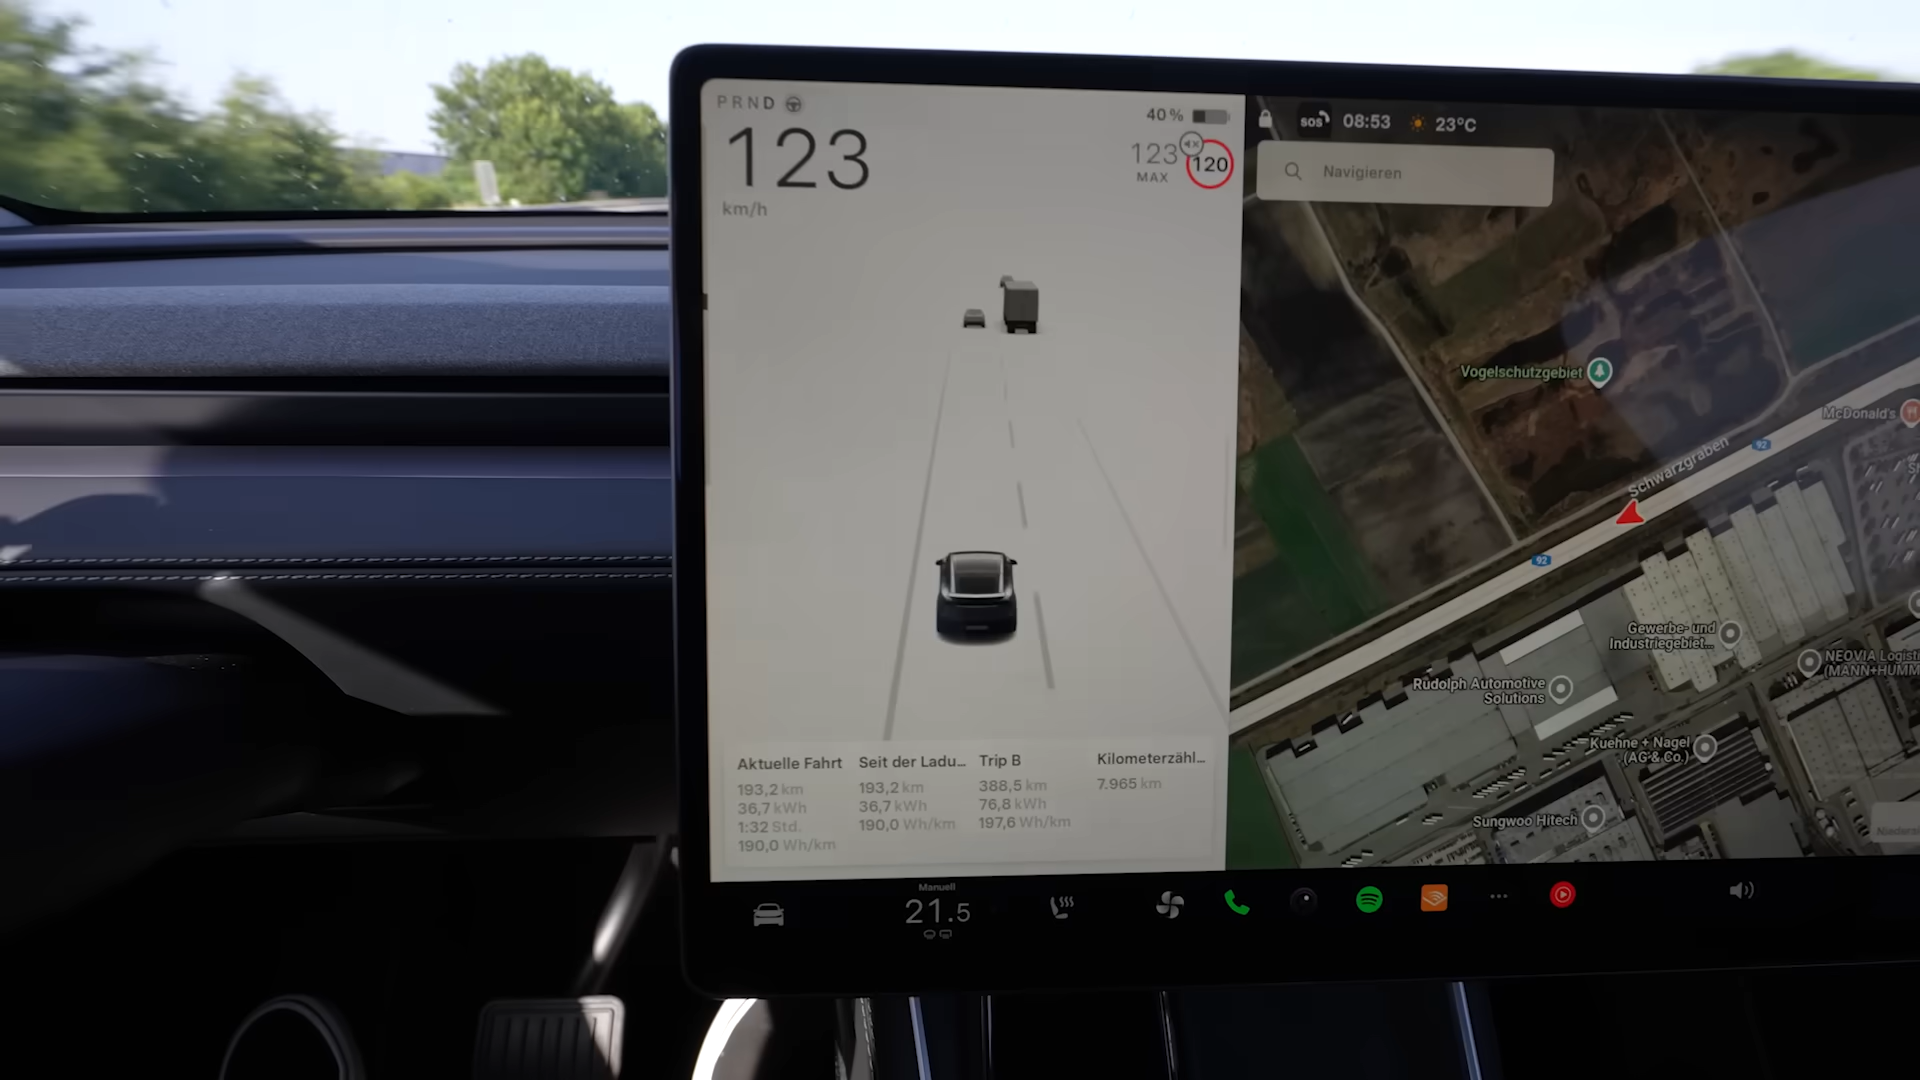 PRND
40 %
123
km/h
123
MAX
120
SOS
08:53
23°C
Navigieren
Vogelschutzgebiet
McDonald's
Schwarzgraben
92
92
Gewerbe- und
Industriegebiet...
NEOVIA Logisti
(MANN+HUMM
Rudolph Automotive
Solutions
Kuehne + Nagel
(AG & Co.)
Sungwoo Hitech
Aktuelle Fahrt
193,2 km
36,7 kWh
1:32 Std.
190,0 Wh/km
Seit der Ladu...
193,2 km
36,7 kWh
190,0 Wh/km
Trip B
388,5 km
76,8 kWh
197,6 Wh/km
Kilometerzähl...
7.965 km
Manuell
21.5